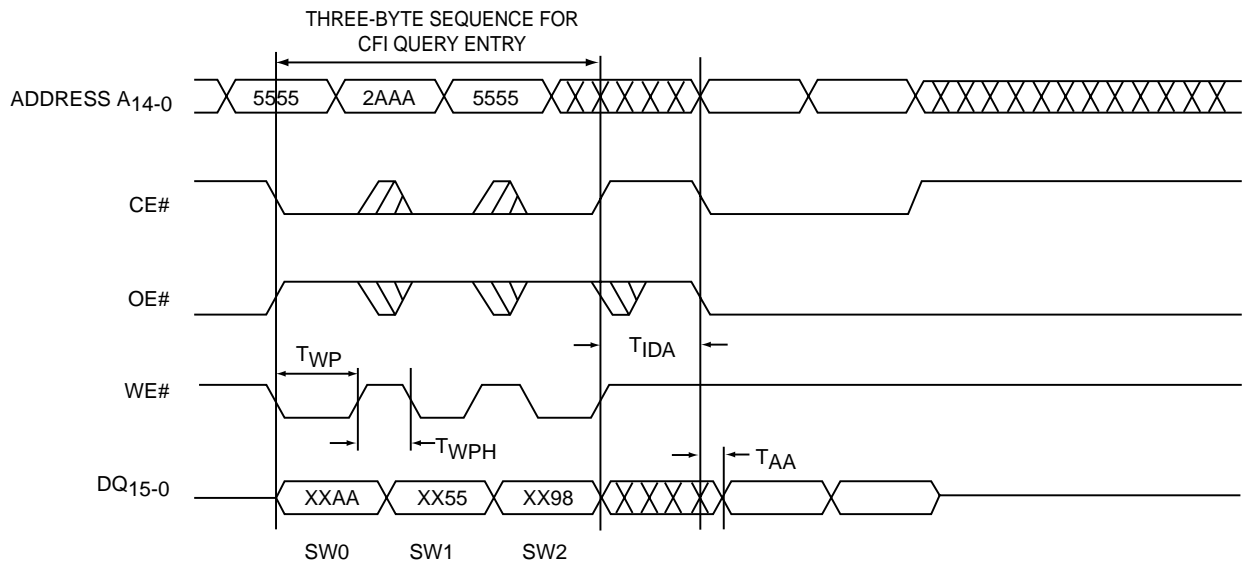 THREE-BYTE SEQUENCE FOR
CFI QUERY ENTRY
ADDRESS A14-0
5555
2AAA
5555
CE#
OE#
TIDA
TWP
WE#
TWPH
TAA
DQ15-0
XXAA
XX55
XX98
SW0
SW1
SW2